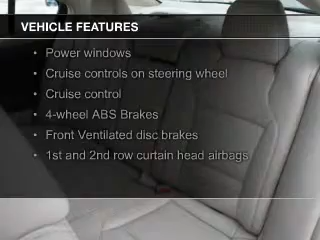 VEHICLE FEATURES
• Power windows
• Cruise controls on steering wheel
• Cruise control
• 4-wheel ABS Brakes
• Front Ventilated disc brakes
• 1st and 2nd row curtain head airbags